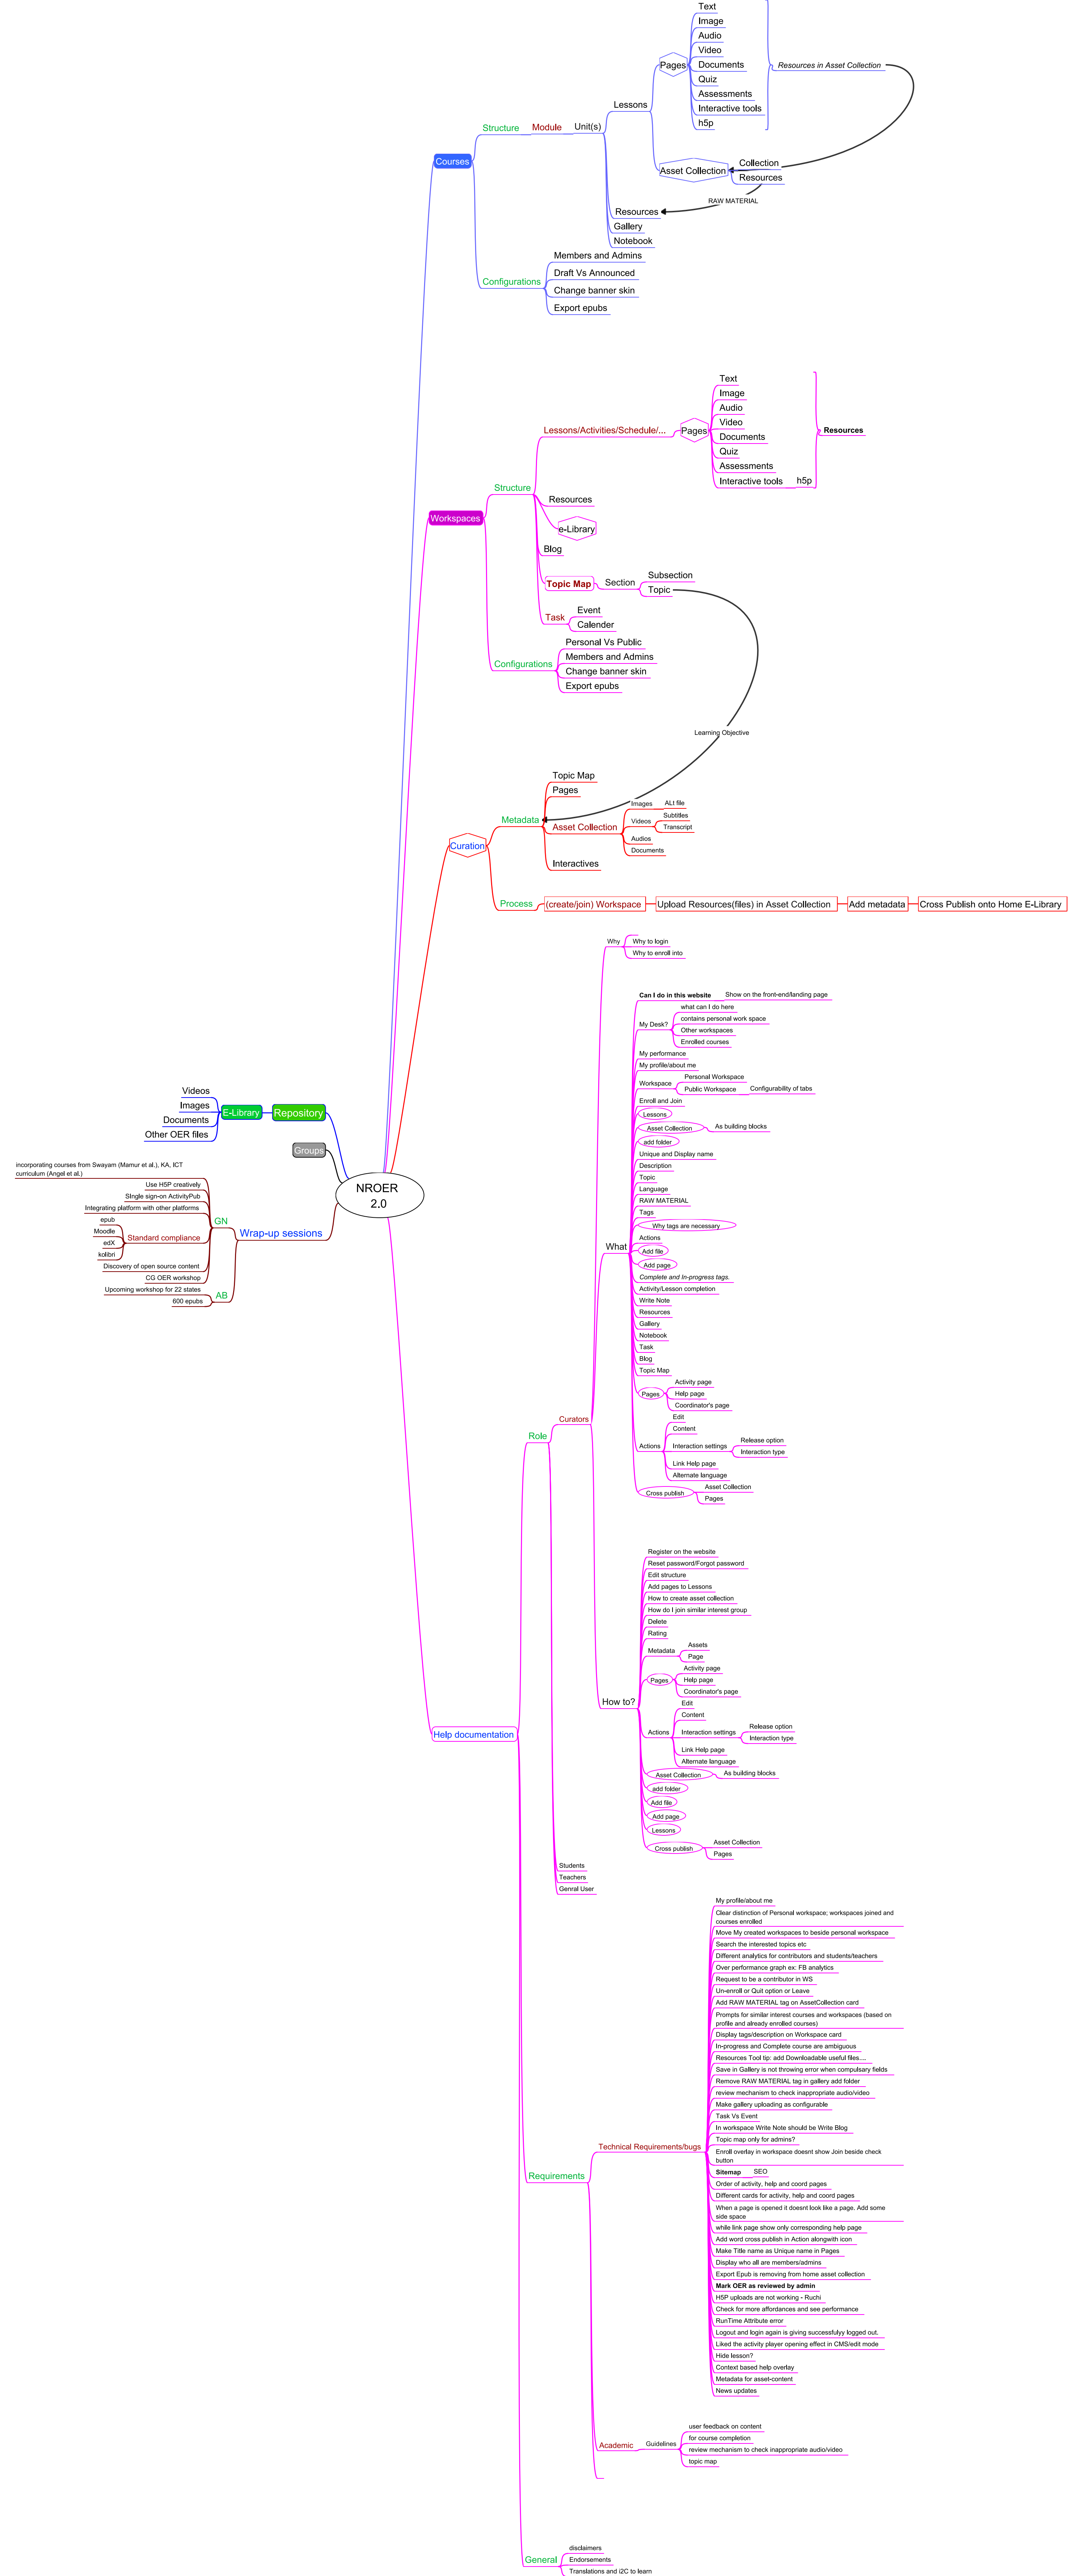 Text
Image
Audio
Video
Documents
Quiz
Assessments
Interactive tools
h5p
Pages
Resources in Asset Collection
Lessons
Structure
Module
Unit(s)
Courses
Asset Collection
Collection
Resources
RAW MATERIAL
Resources
Gallery
Notebook
Configurations
Members and Admins
Draft Vs Announced
Change banner skin
Export epubs
Text
Image
Audio
Video
Documents
Quiz
Assessments
Interactive tools
h5p
Resources
Lessons/Activities/Schedule/...
Pages
Structure
Workspaces
Resources
e-Library
Blog
Topic Map
Section
Subsection
Topic
Task
Event
Calender
Configurations
Personal Vs Public
Members and Admins
Change banner skin
Export epubs
Learning Objective
Topic Map
Pages
Metadata
Asset Collection
Images
ALt file
Videos
Subtitles
Transcript
Audios
Documents
Interactives
Curation
Process
(create/join) Workspace
Upload Resources(files) in Asset Collection
Add metadata
Cross Publish onto Home E-Library
Why
Why to login
Why to enroll into
Can I do in this website
Show on the front-end/landing page
My Desk?
what can I do here
contains personal work space
Other workspaces
Enrolled courses
My performance
My profile/about me
Workspace
Personal Workspace
Public Workspace
Configurability of tabs
Enroll and Join
Lessons
Asset Collection
As building blocks
add folder
Unique and Display name
Description
Topic
Language
RAW MATERIAL
Tags
Why tags are necessary
Actions
What
Add file
Add page
Complete and In-progress tags.
Activity/Lesson completion
Write Note
Resources
Gallery
Notebook
Task
Blog
Topic Map
Pages
Activity page
Help page
Coordinator's page
Actions
Edit
Content
Interaction settings
Release option
Interaction type
Link Help page
Alternate language
Cross publish
Asset Collection
Pages
Videos
Images
Documents
Other OER files
E-Library
Repository
Groups
NROER
2.0
incorporating courses from Swayam (Mamur et al.), KA, ICT
curriculum (Angel et al.)
Use H5P creatively
SIngle sign-on ActivityPub
Integrating platform with other platforms
epub
Moodle
edX
kolibri
Standard compliance
GN
Wrap-up sessions
Discovery of open source content
CG OER workshop
Upcoming workshop for 22 states
600 epubs
AB
Role
Curators
Register on the website
Reset password/Forgot password
Edit structure
Add pages to Lessons
How to create asset collection
How do I join similar interest group
Delete
Rating
Metadata
Assets
Page
Pages
Activity page
Help page
Coordinator's page
How to?
Actions
Edit
Content
Interaction settings
Release option
Interaction type
Link Help page
Alternate language
Asset Collection
As building blocks
add folder
Add file
Add page
Lessons
Cross publish
Asset Collection
Pages
Help documentation
Students
Teachers
Genral User
My profile/about me
Clear distinction of Personal workspace; workspaces joined and
courses enrolled
Move My created workspaces to beside personal workspace
Search the interested topics etc
Different analytics for contributors and students/teachers
Over performance graph ex: FB analytics
Request to be a contributor in WS
Un-enroll or Quit option or Leave
Add RAW MATERIAL tag on AssetCollection card
Prompts for similar interest courses and workspaces (based on
profile and already enrolled courses)
Display tags/description on Workspace card
In-progress and Complete course are ambiguous
Resources Tool tip: add Downloadable useful files....
Save in Gallery is not throwing error when compulsary fields
Remove RAW MATERIAL tag in gallery add folder
review mechanism to check inappropriate audio/video
Make gallery uploading as configurable
Task Vs Event
In workspace Write Note should be Write Blog
Topic map only for admins?
Enroll overlay in workspace doesnt show Join beside check
button
Sitemap
SEO
Technical Requirements/bugs
Requirements
Order of activity, help and coord pages
Different cards for activity, help and coord pages
When a page is opened it doesnt look like a page. Add some
side space
while link page show only corresponding help page
Add word cross publish in Action alongwith icon
Make Title name as Unique name in Pages
Display who all are members/admins
Export Epub is removing from home asset collection
Mark OER as reviewed by admin
H5P uploads are not working - Ruchi
Check for more affordances and see performance
RunTime Attribute error
Logout and login again is giving successfulyy logged out.
Liked the activity player opening effect in CMS/edit mode
Hide lesson?
Context based help overlay
Metadata for asset-content
News updates
Academic
Guidelines
user feedback on content
for course completion
review mechanism to check inappropriate audio/video
topic map
General
disclaimers
Endorsements
Translations and i2C to learn